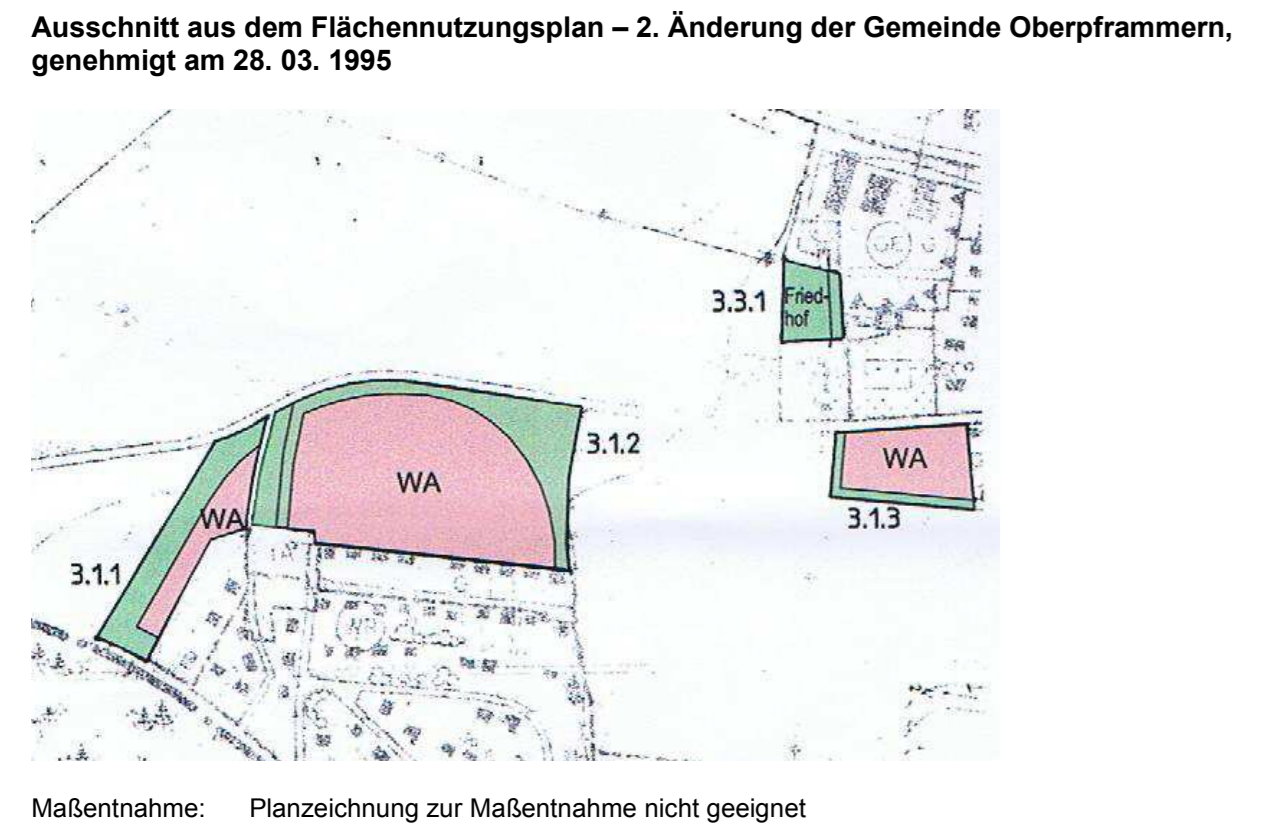 Ausschnitt aus dem Flächennutzungsplan – 2. Änderung der Gemeinde Oberpframmern,
genehmigt am 28. 03. 1995
3.3.1
Fried-
hof
3.1.2
WA
WA
3.1.3
WA
3.1.1
Maßentnahme: Planzeichnung zur Maßentnahme nicht geeignet